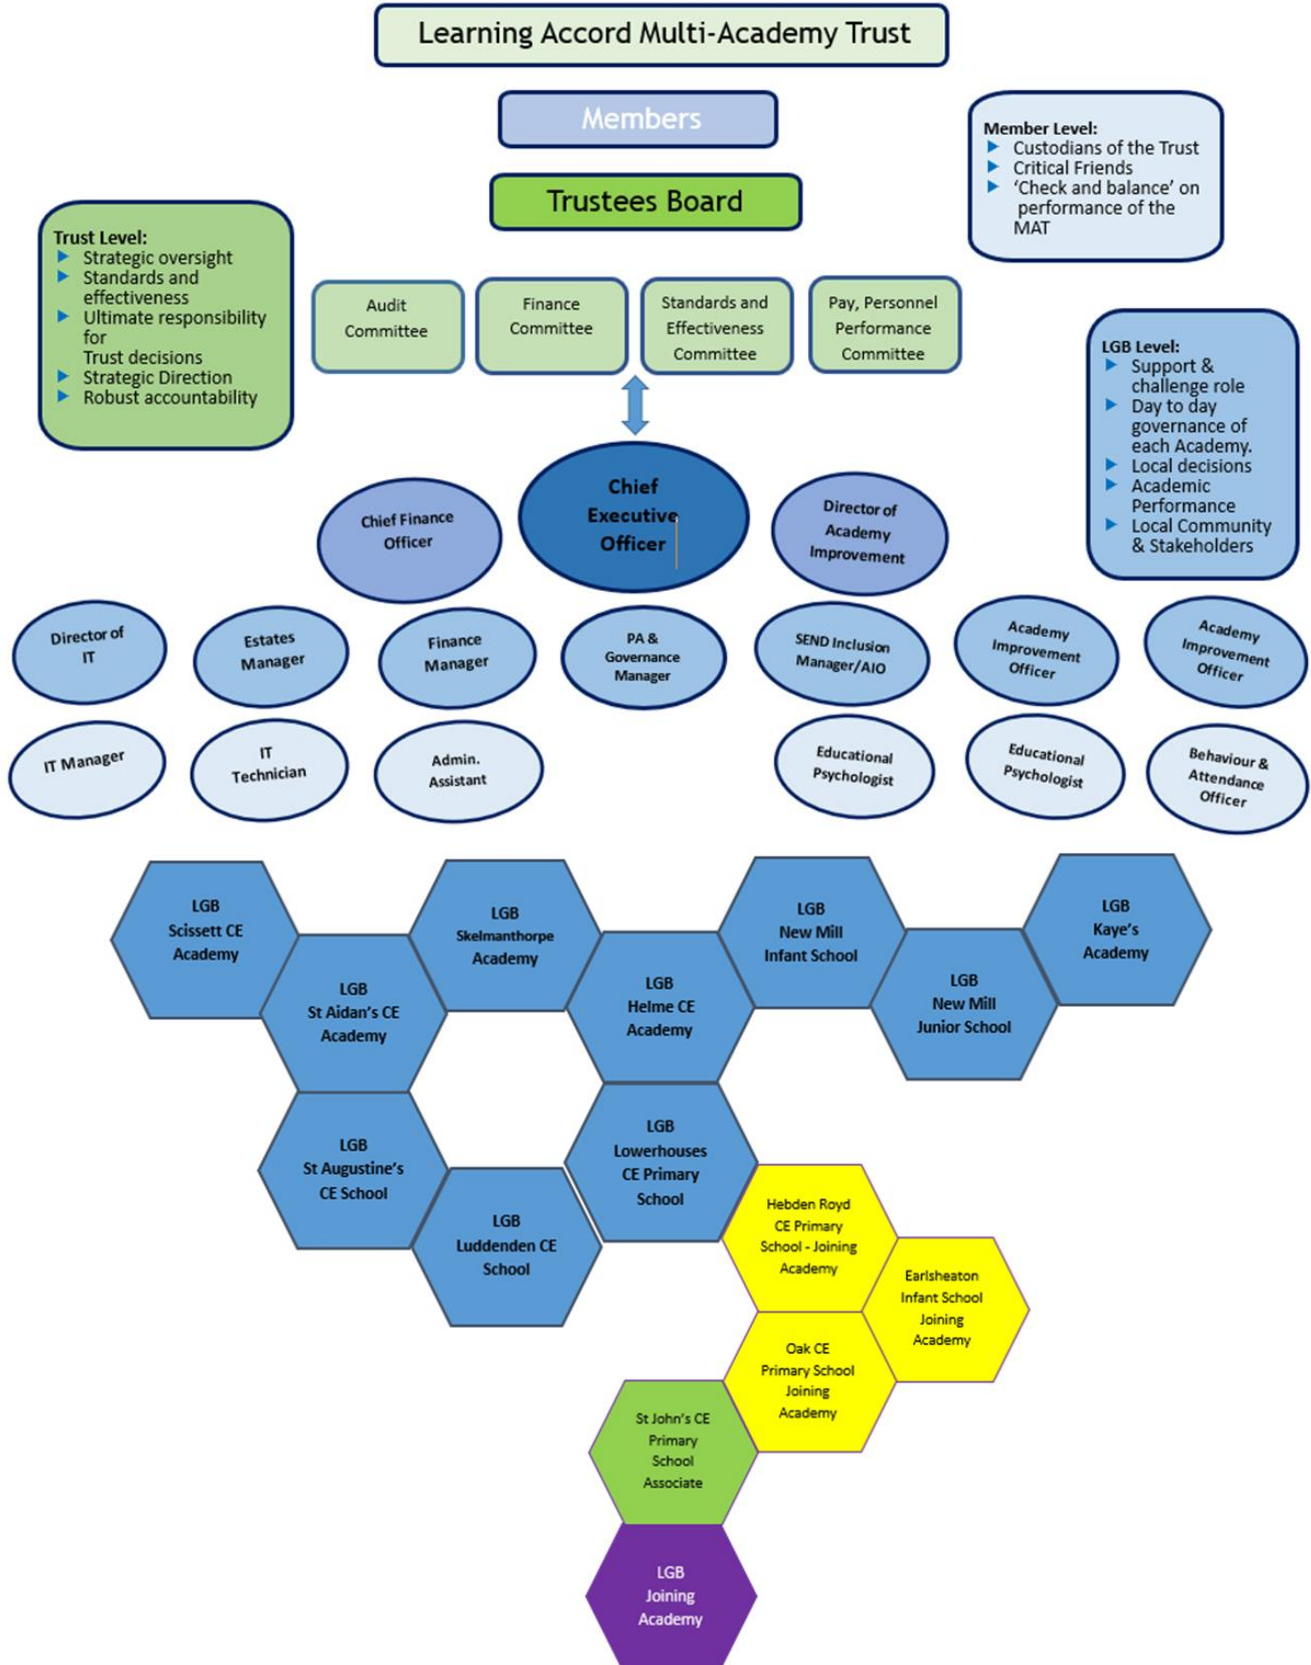 Learning Accord Multi-Academy Trust
Members
Member Level:
Custodians of the Trust
Critical Friends
‘Check and balance’ on
performance of the
MAT
Trustees Board
Trust Level:
Strategic oversight
Standards and
effectiveness
Ultimate responsibility
for
Trust decisions
Strategic Direction
Robust accountability
Audit
Committee
Finance
Committee
Standards and
Effectiveness
Committee
Pay, Personnel
Performance
Committee
LGB Level:
Support &
challenge role
Day to day
governance of
each Academy.
Local decisions
Academic
Performance
Local Community
& Stakeholders
Chief Finance
Officer
Chief
Executive
Officer
Director of
Academy
Improvement
Director of
IT
Estates
Manager
Finance
Manager
PA &
Governance
Manager
SEND Inclusion
Manager/AIO
Academy
Improvement
Officer
Academy
Improvement
Officer
IT Manager
IT
Technician
Admin.
Assistant
Educational
Psychologist
Educational
Psychologist
Behaviour &
Attendance
Officer
LGB
Scissett CE
Academy
LGB
St Aidan’s CE
Academy
LGB
Skelmanthorpe
Academy
LGB
Helme CE
Academy
LGB
New Mill
Infant School
LGB
New Mill
Junior School
LGB
Kaye’s
Academy
LGB
St Augustine’s
CE School
LGB
Luddenden CE
School
LGB
Lowerhouses
CE Primary
School
Hebden Royd
CE Primary
School - Joining
Academy
Earlsheaton
Infant School
Joining
Academy
Oak CE
Primary School
Joining
Academy
St John’s CE
Primary
School
Associate
LGB
Joining
Academy